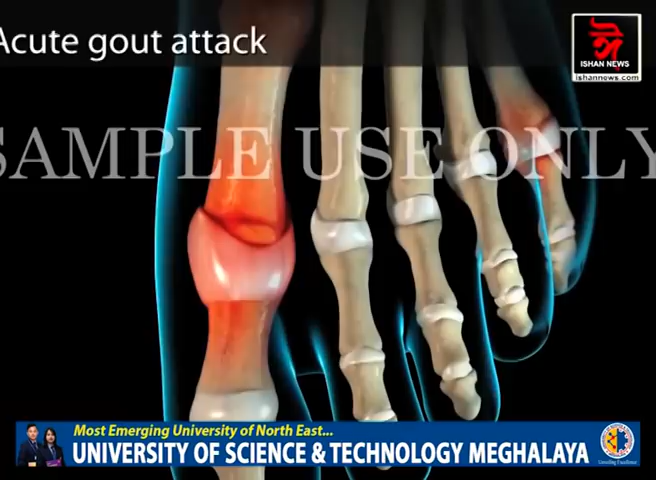 Acute gout attack
ঈ
ISHAN NEWS
ishannews.com
SAMPLE USE ONLY
Most Emerging University of North East...
UNIVERSITY OF SCIENCE & TECHNOLOGY MEGHALAYA